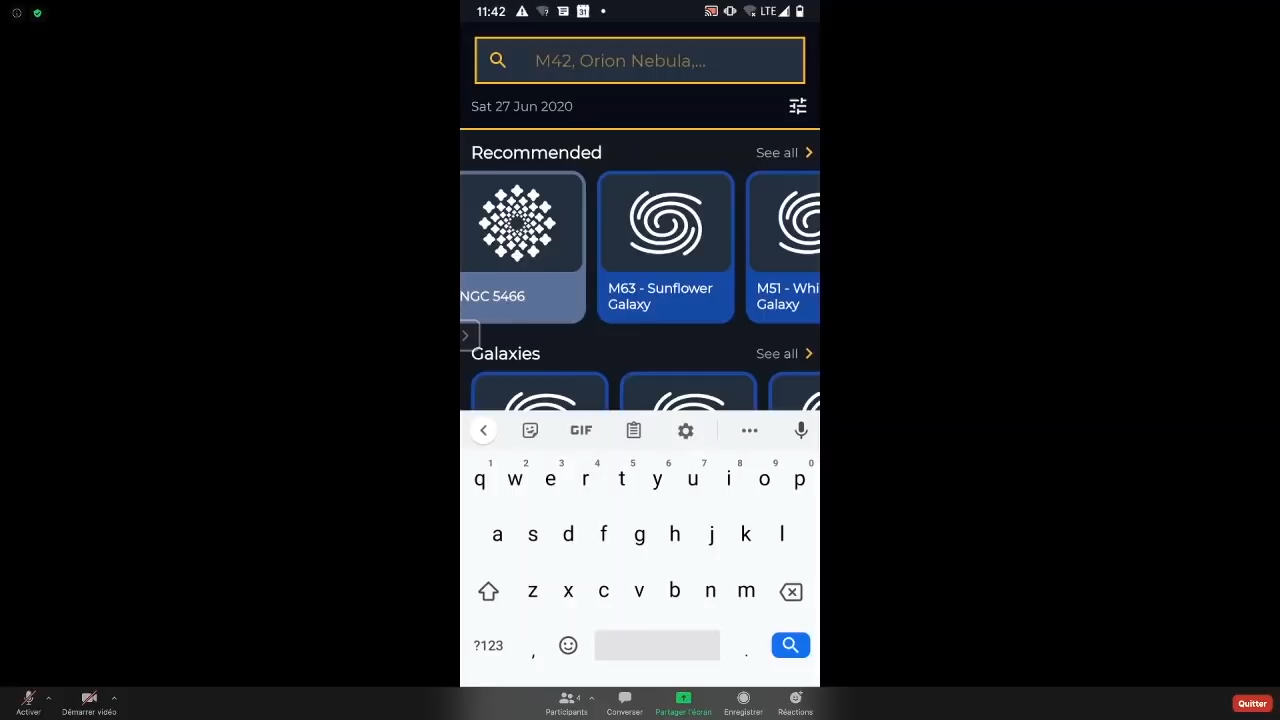 11:42
31
LTE
M42, Orion Nebula,...
Sat 27 Jun 2020
Recommended
See all
NGC 5466
M63 - Sunflower
Galaxy
M51 - Whi
Galaxy
Galaxies
See all
GIF
1 2 3 4 5 6 7 8 9 0
q w e r t y u i o p
a s d f g h j k l
z x c v b n m
?123 , .
4
Activer
Démarrer vidéo
Participants
Converser
Partager l'écran
Enregistrer
Réactions
Quitter